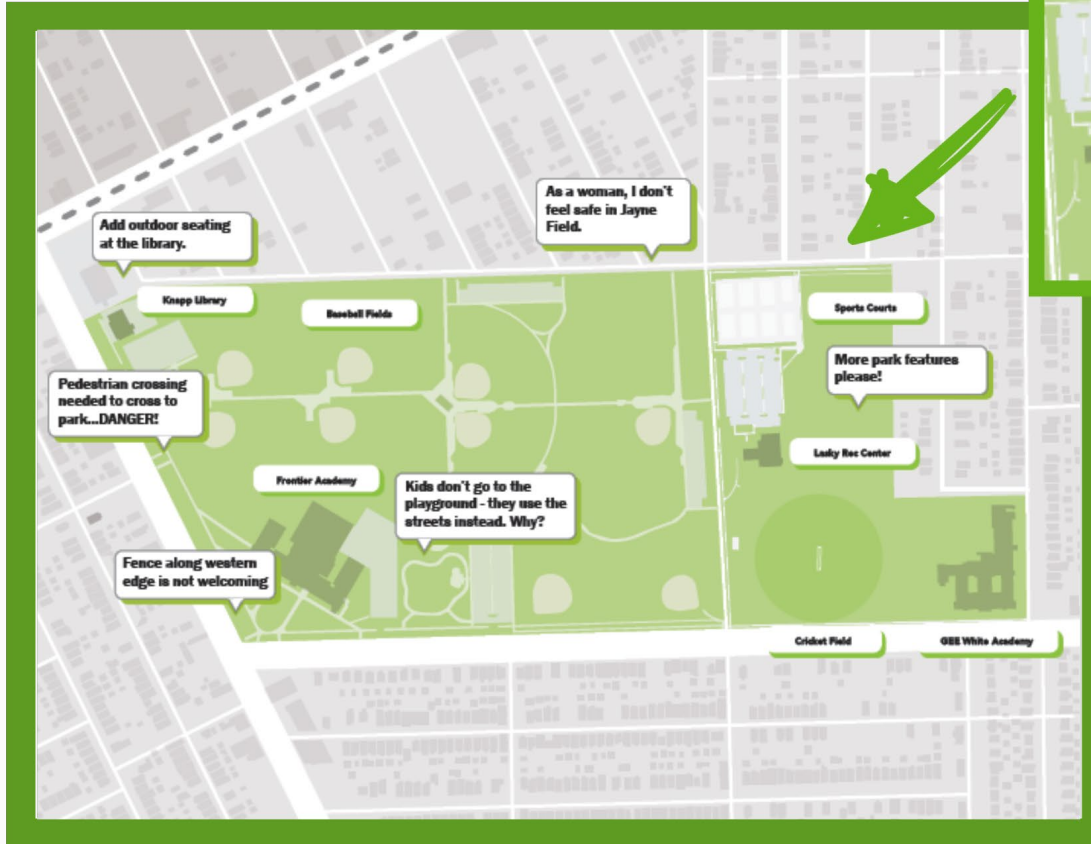 As a woman, I don't
feel safe in Jayne
Field.
Add outdoor seating
at the library.
Knapp Library
Baseball Fields
Sports Courts
More park features
please!
Pedestrian crossing
needed to cross to
park...DANGER!
Lasky Rec Center
Frontier Academy
Kids don't go to the
playground - they use the
streets instead. Why?
Fence along western
edge is not welcoming
Cricket Field
GEE White Academy